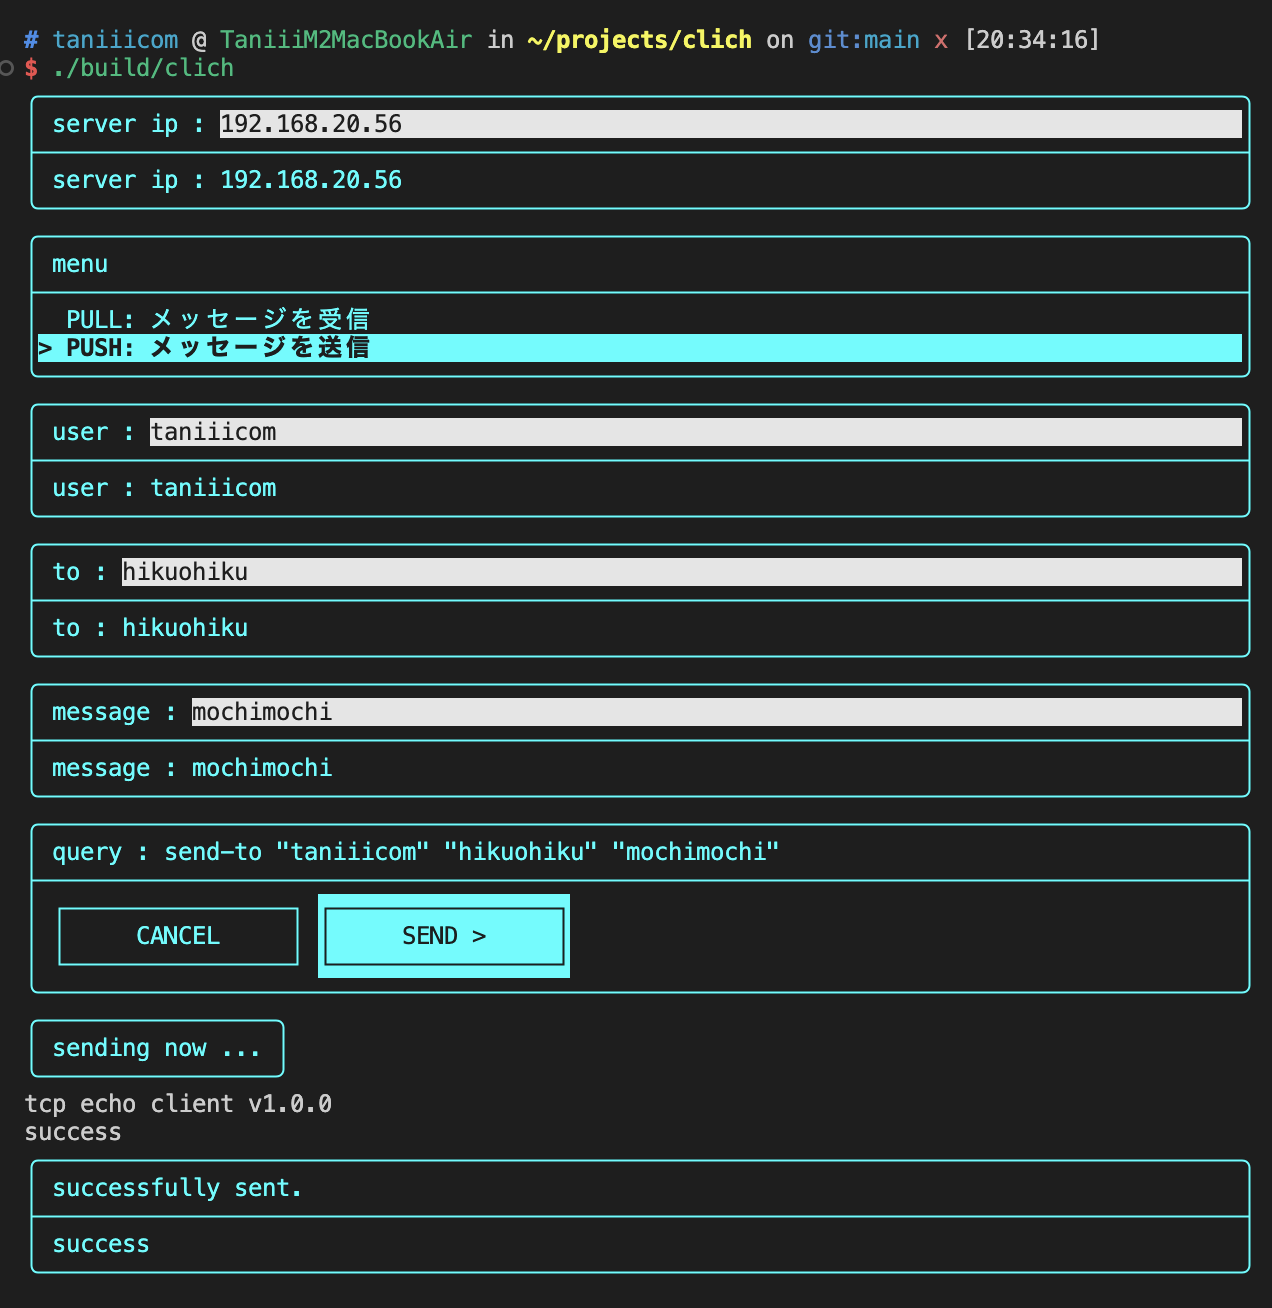 # taniiicom @ TaniiiM2MacBookAir in ~/projects/clich on git:main x [20:34:16]
$ ./build/clich
server ip : 192.168.20.56
server ip : 192.168.20.56
menu
PULL: メッセージを受信
> PUSH: メッセージを送信
user : taniiicom
user : taniiicom
to : hikuohiku
to : hikuohiku
message : mochimochi
message : mochimochi
query : send-to "taniiicom" "hikuohiku" "mochimochi"
CANCEL SEND >
sending now ...
tcp echo client v1.0.0
success
successfully sent.
success